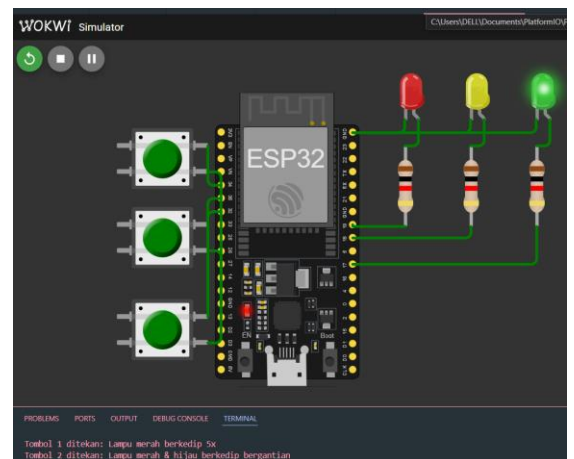 WOKWI Simulator
C:\Users\DELL\Documents\PlatformIO\P
ESP32
EN
Boot
PROBLEMS PORTS OUTPUT DEBUG CONSOLE TERMINAL
Tombol 1 ditekan: Lampu merah berkedip 5x
Tombol 2 ditekan: Lampu merah & hijau berkedip bergantian